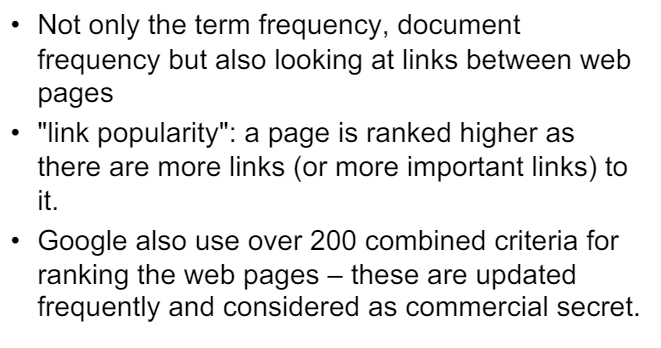 • Not only the term frequency, document
frequency but also looking at links between web
pages
• "link popularity": a page is ranked higher as
there are more links (or more important links) to
it.
• Google also use over 200 combined criteria for
ranking the web pages – these are updated
frequently and considered as commercial secret.